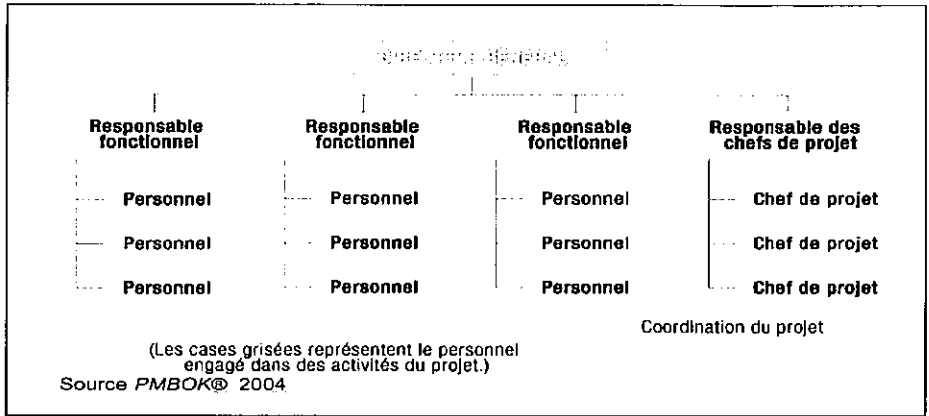 Responsable fonctionnel
Responsable fonctionnel
Responsable fonctionnel
Responsable des chefs de projet
Personnel Personnel Personnel Chef de projet
Personnel Personnel Personnel Chef de projet
Personnel Personnel Personnel Chef de projet
Coordination du projet
(Les cases grisées représentent le personnel
engagé dans des activités du projet.)
Source PMBOK® 2004